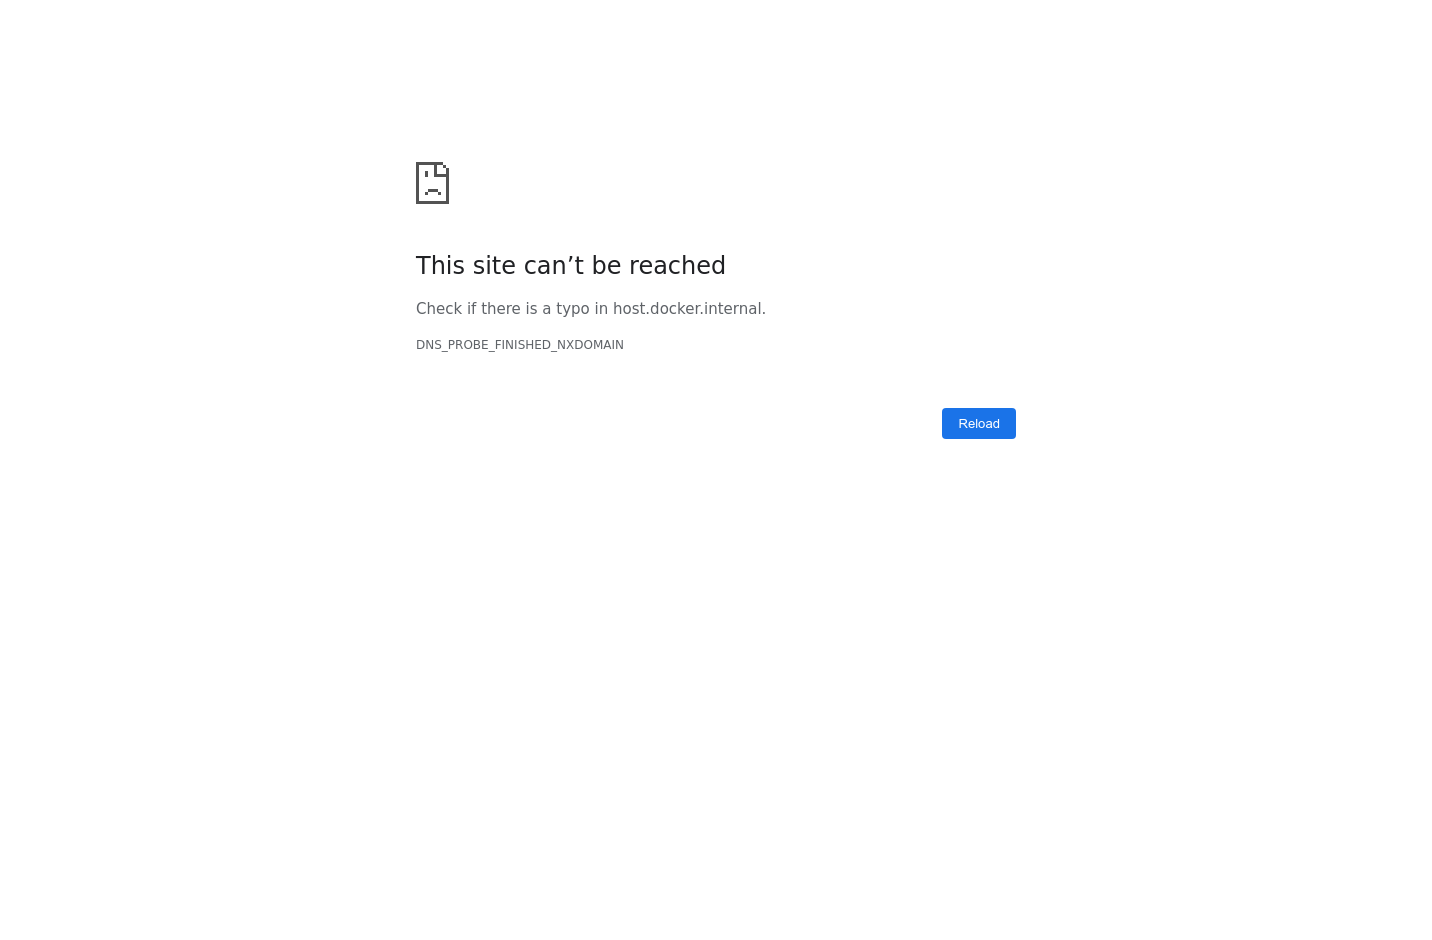 This site can’t be reached
Check if there is a typo in host.docker.internal.
DNS_PROBE_FINISHED_NXDOMAIN
Reload